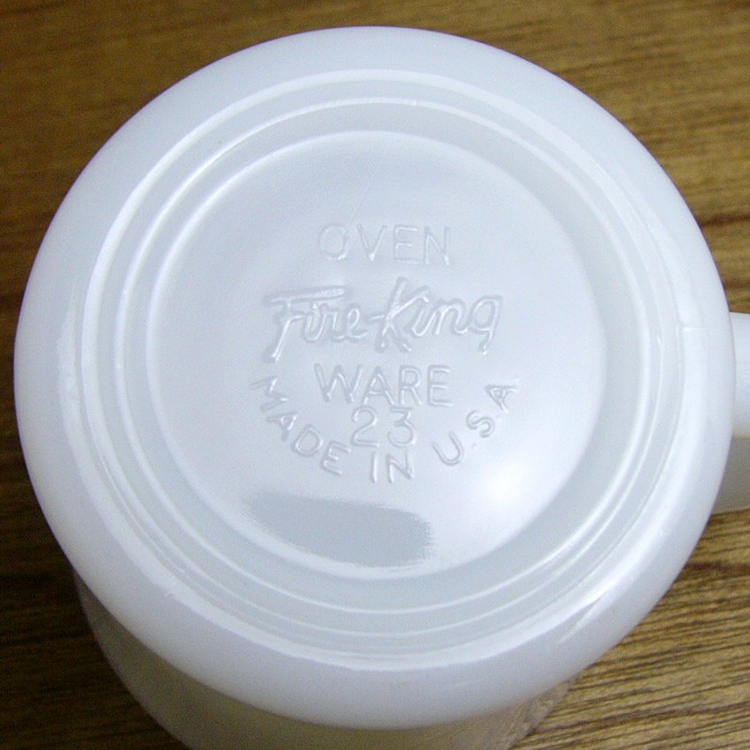 OVEN
Fire-King
WARE
23
MADE IN U.S.A